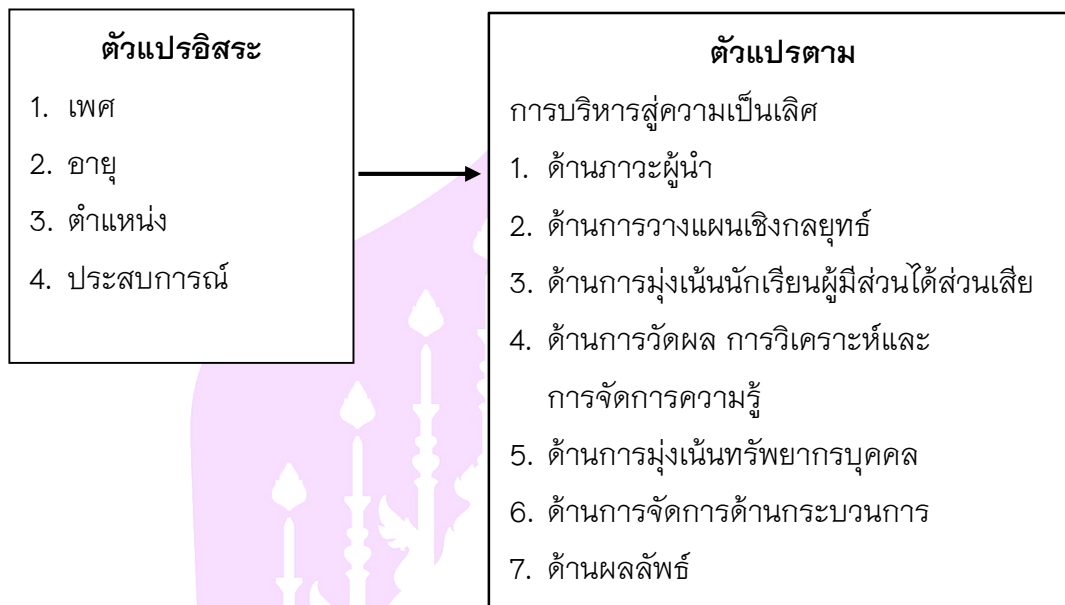 ตัวแปรอิสระ
1. เพศ
2. อายุ
3. ตำแหน่ง
4. ประสบการณ์
ตัวแปรตาม
การบริหารสู่ความเป็นเลิศ
1. ด้านภาวะผู้นำ
2. ด้านการวางแผนเชิงกลยุทธ์
3. ด้านการมุ่งเน้นนักเรียนผู้มีส่วนได้ส่วนเสีย
4. ด้านการวัดผล การวิเคราะห์และ
การจัดการความรู้
5. ด้านการมุ่งเน้นทรัพยากรบุคคล
6. ด้านการจัดการด้านกระบวนการ
7. ด้านผลลัพธ์